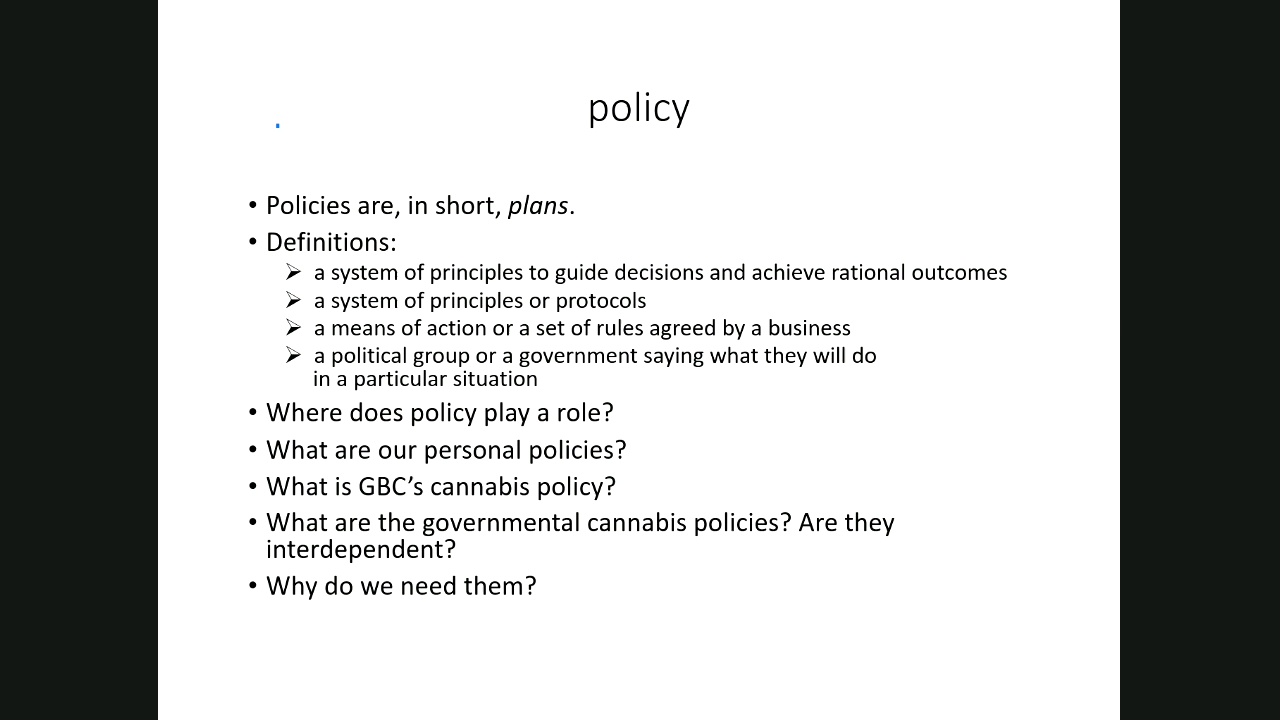 policy
• Policies are, in short, plans.
• Definitions:
➢ a system of principles to guide decisions and achieve rational outcomes
➢ a system of principles or protocols
➢ a means of action or a set of rules agreed by a business
➢ a political group or a government saying what they will do
in a particular situation
• Where does policy play a role?
• What are our personal policies?
• What is GBC’s cannabis policy?
• What are the governmental cannabis policies? Are they
interdependent?
• Why do we need them?